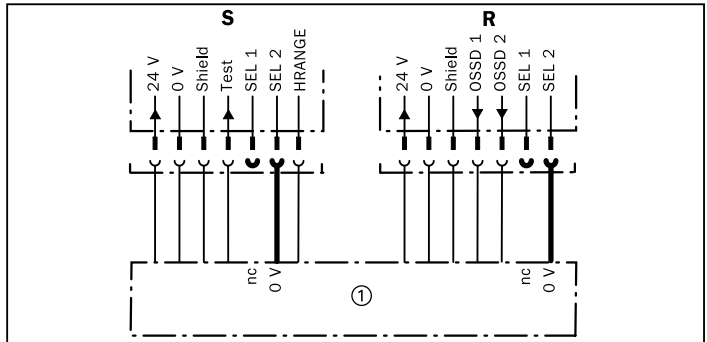 S
R
24 V
0 V
Shield
Test
SEL 1
SEL 2
HRANGE
24 V
0 V
Shield
OSSD 1
OSSD 2
SEL 1
SEL 2
nc
0 V
nc
0 V
1